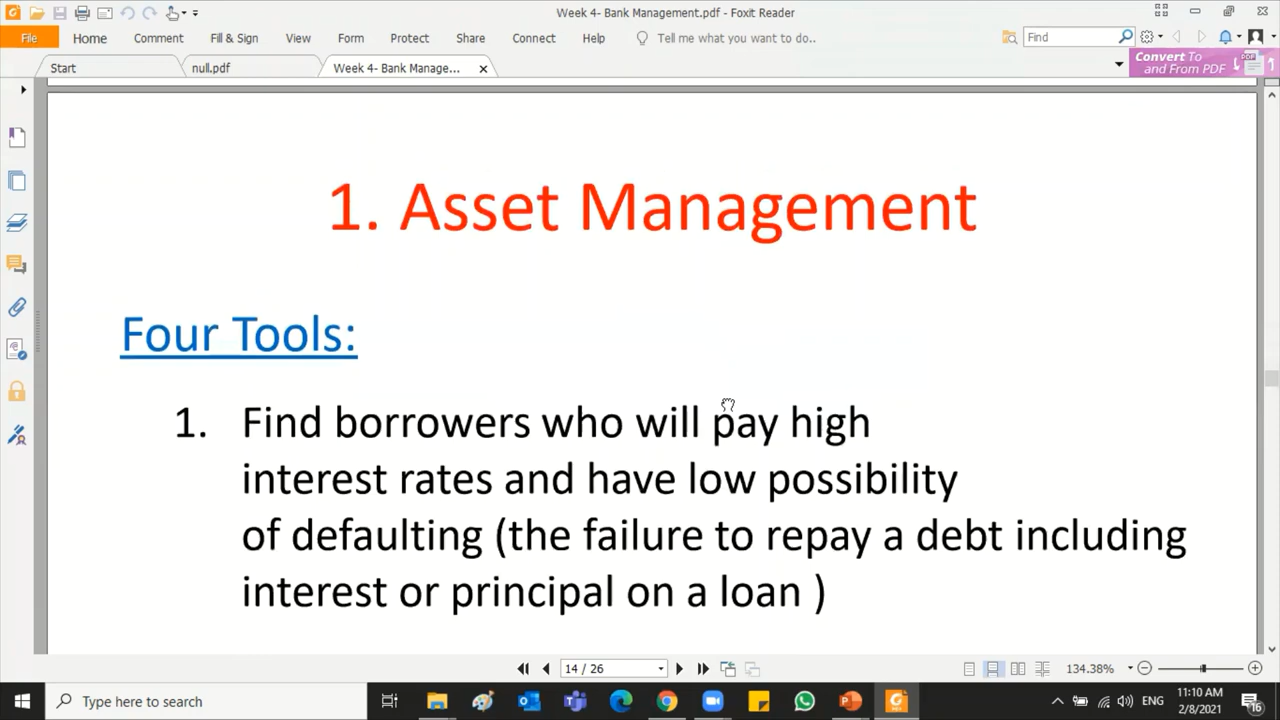 Week 4- Bank Management.pdf - Foxit Reader
File Home Comment Fill & Sign View Form Protect Share Connect Help Tell me what you want to do.. Find
Start null.pdf Week 4- Bank Manage...
Convert To
and From PDF
1. Asset Management
Four Tools:
1. Find borrowers who will pay high
interest rates and have low possibility
of defaulting (the failure to repay a debt including
interest or principal on a loan )
14 / 26 134.38%
Type here to search
ENG
11:10 AM
2/8/2021
16